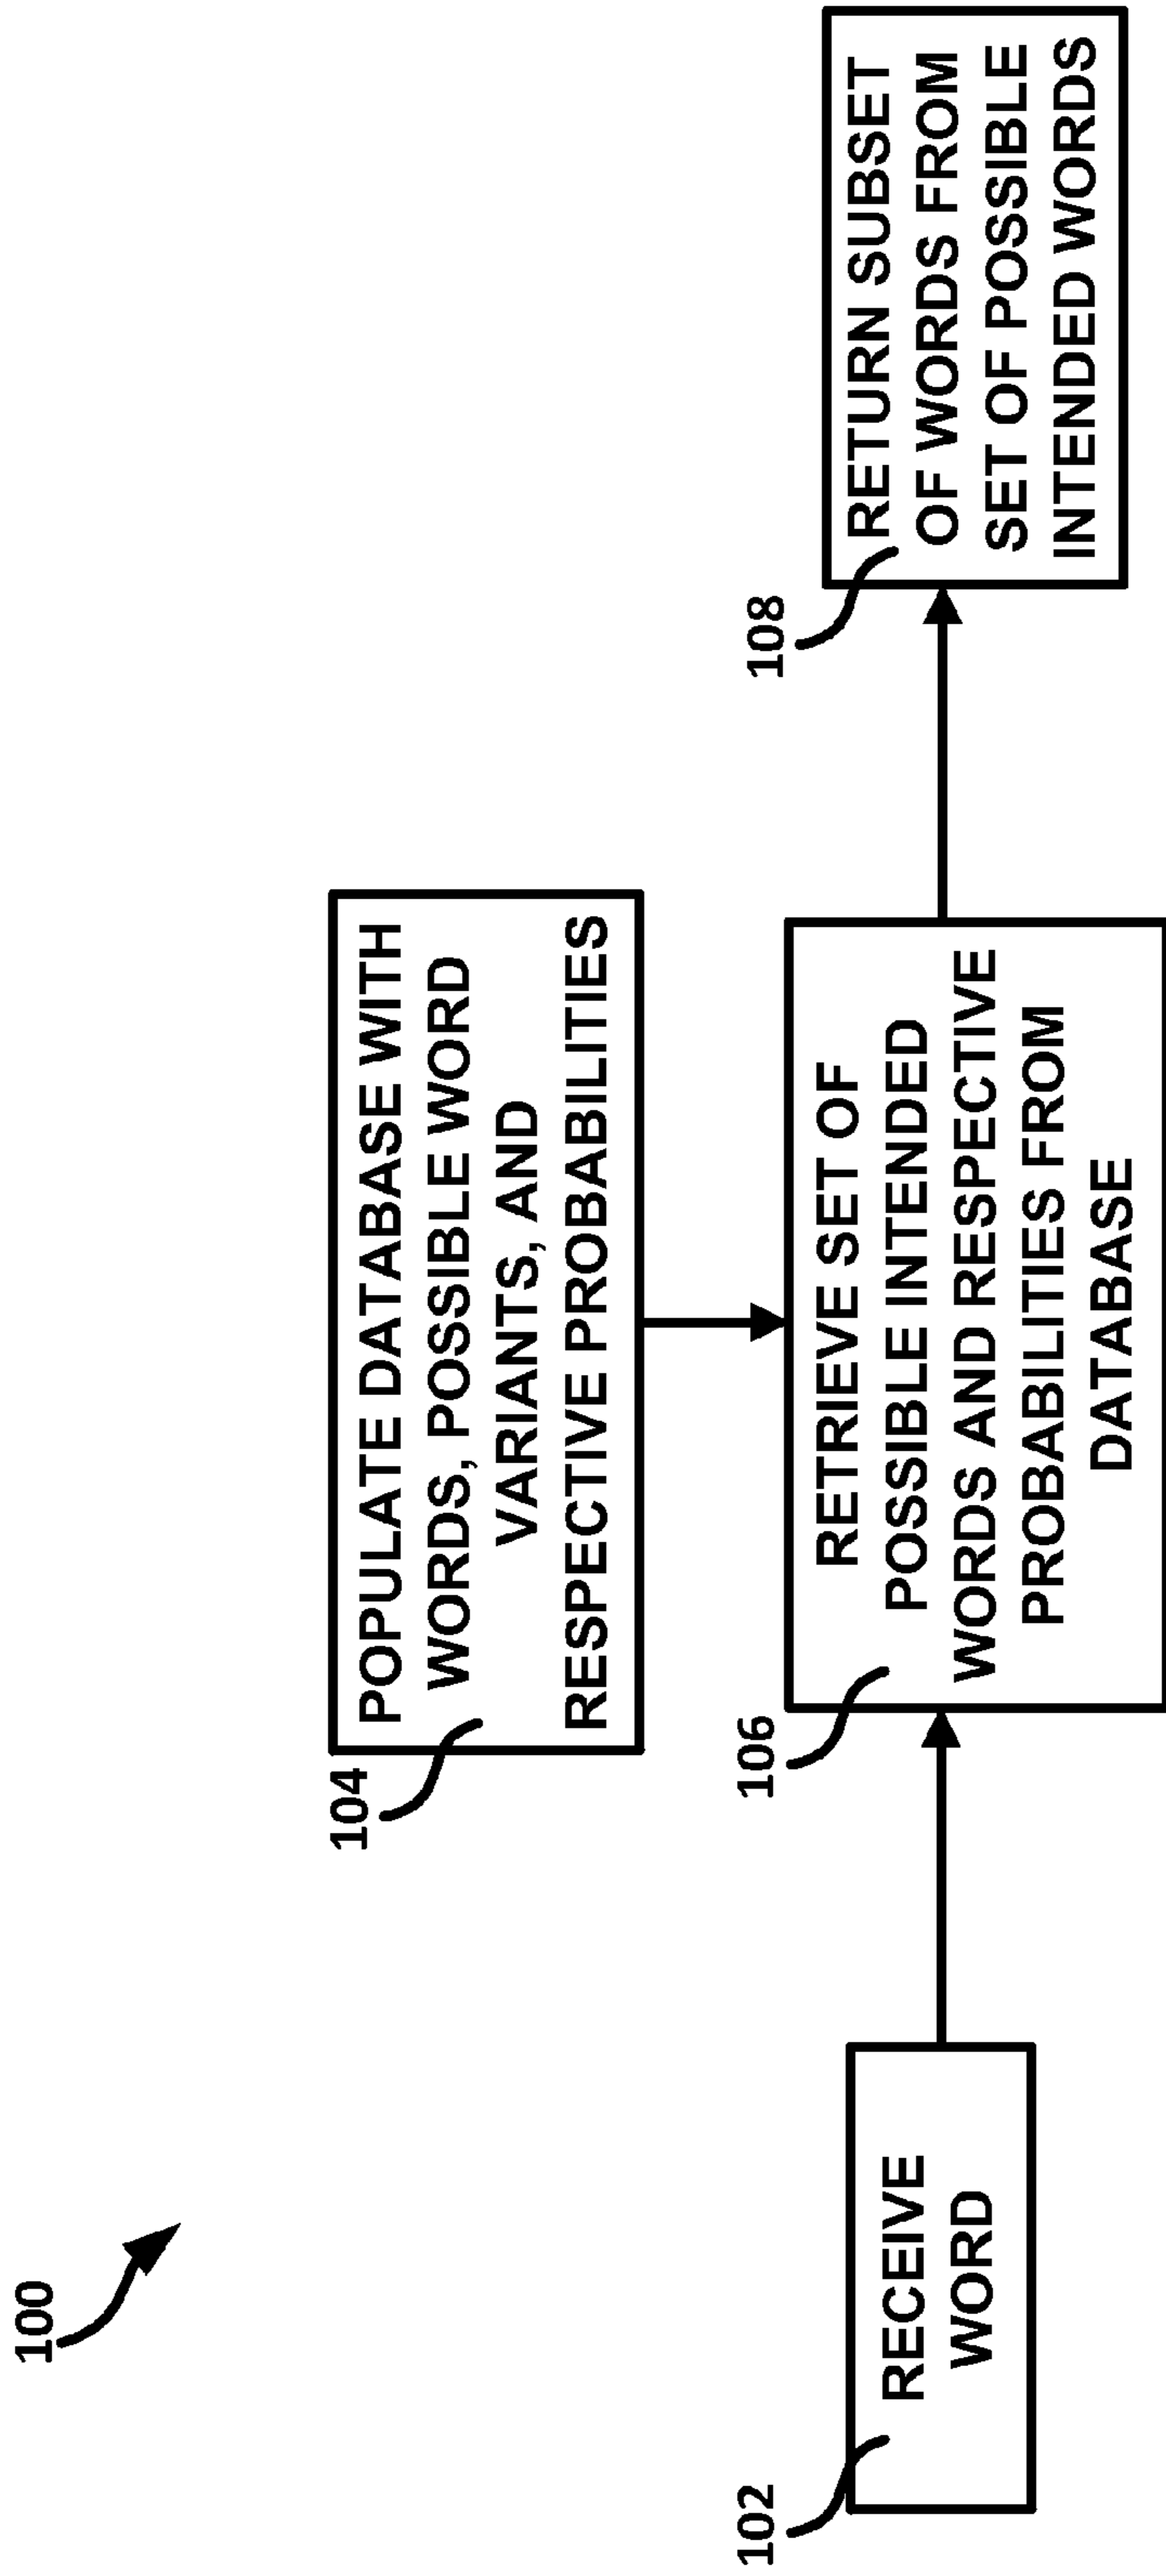 100
102
RECEIVE
WORD
104
POPULATE DATABASE WITH
WORDS, POSSIBLE WORD
VARIANTS, AND
RESPECTIVE PROBABILITIES
106
RETRIEVE SET OF
POSSIBLE INTENDED
WORDS AND RESPECTIVE
PROBABILITIES FROM
DATABASE
108
RETURN SUBSET
OF WORDS FROM
SET OF POSSIBLE
INTENDED WORDS